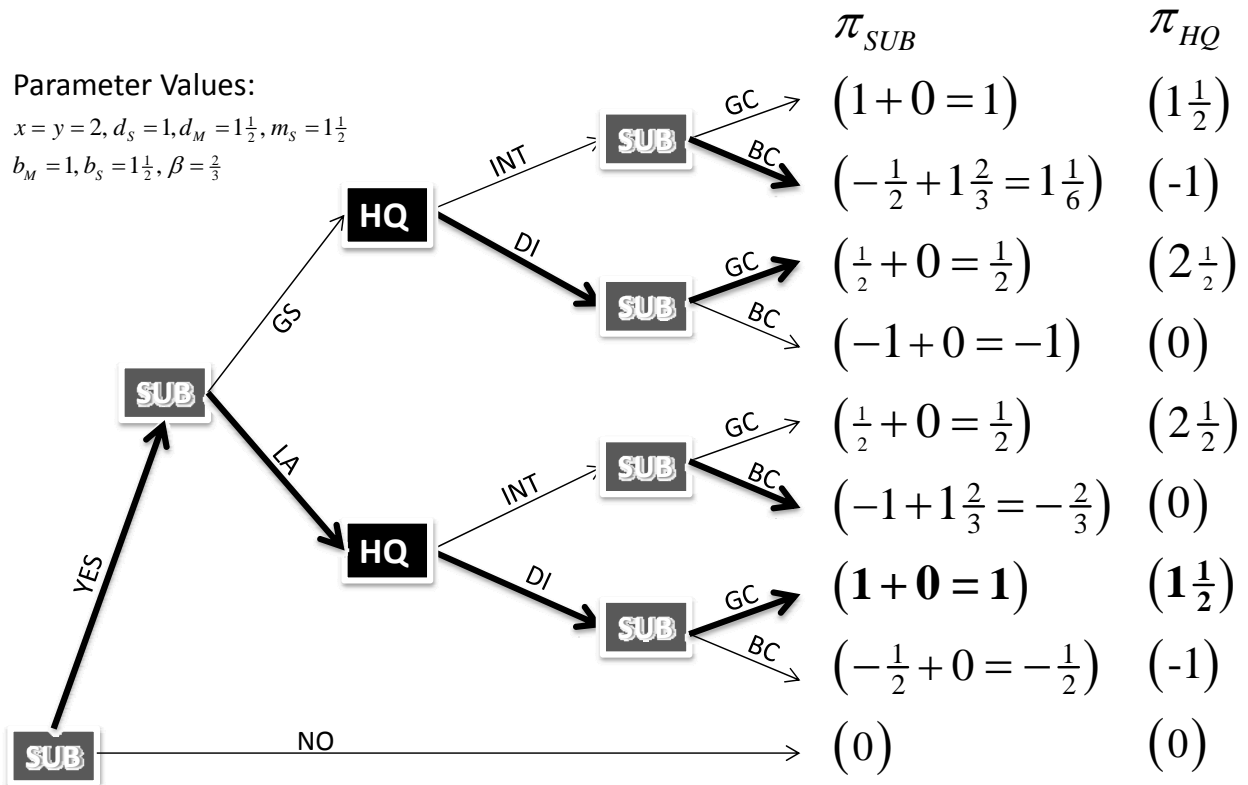 π_SUB π_HQ
Parameter Values:
x = y = 2, d_S = 1, d_M = 1½, m_S = 1½
b_M = 1, b_S = 1½, β = ⅔
GC (1 + 0 = 1) (1½)
SUB
INT BC (−½ + 1⅔ = 1⅙) (-1)
HQ
DI GC (½ + 0 = ½) (2½)
SUB
GS BC (−1 + 0 = −1) (0)
SUB
GC (½ + 0 = ½) (2½)
LA SUB
INT BC (−1 + 1⅔ = −⅔) (0)
HQ
YES DI GC (1 + 0 = 1) (1½)
SUB
BC (−½ + 0 = −½) (-1)
SUB NO (0) (0)